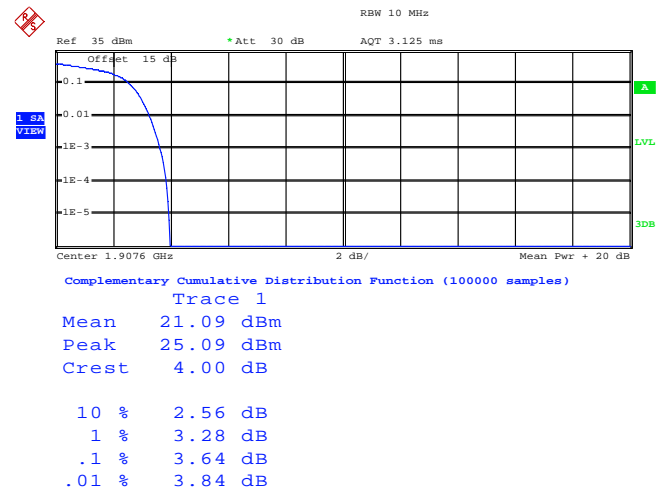 RBW 10 MHz
Ref 35 dBm *Att 30 dB AQT 3.125 ms
Offset 15 dB
0.1
A
0.01
1 SA
VIEW
1E-3
LVL
1E-4
1E-5
3DB
Center 1.9076 GHz 2 dB/ Mean Pwr + 20 dB
Complementary Cumulative Distribution Function (100000 samples)
Trace 1
Mean 21.09 dBm
Peak 25.09 dBm
Crest 4.00 dB
10 % 2.56 dB
1 % 3.28 dB
.1 % 3.64 dB
.01 % 3.84 dB